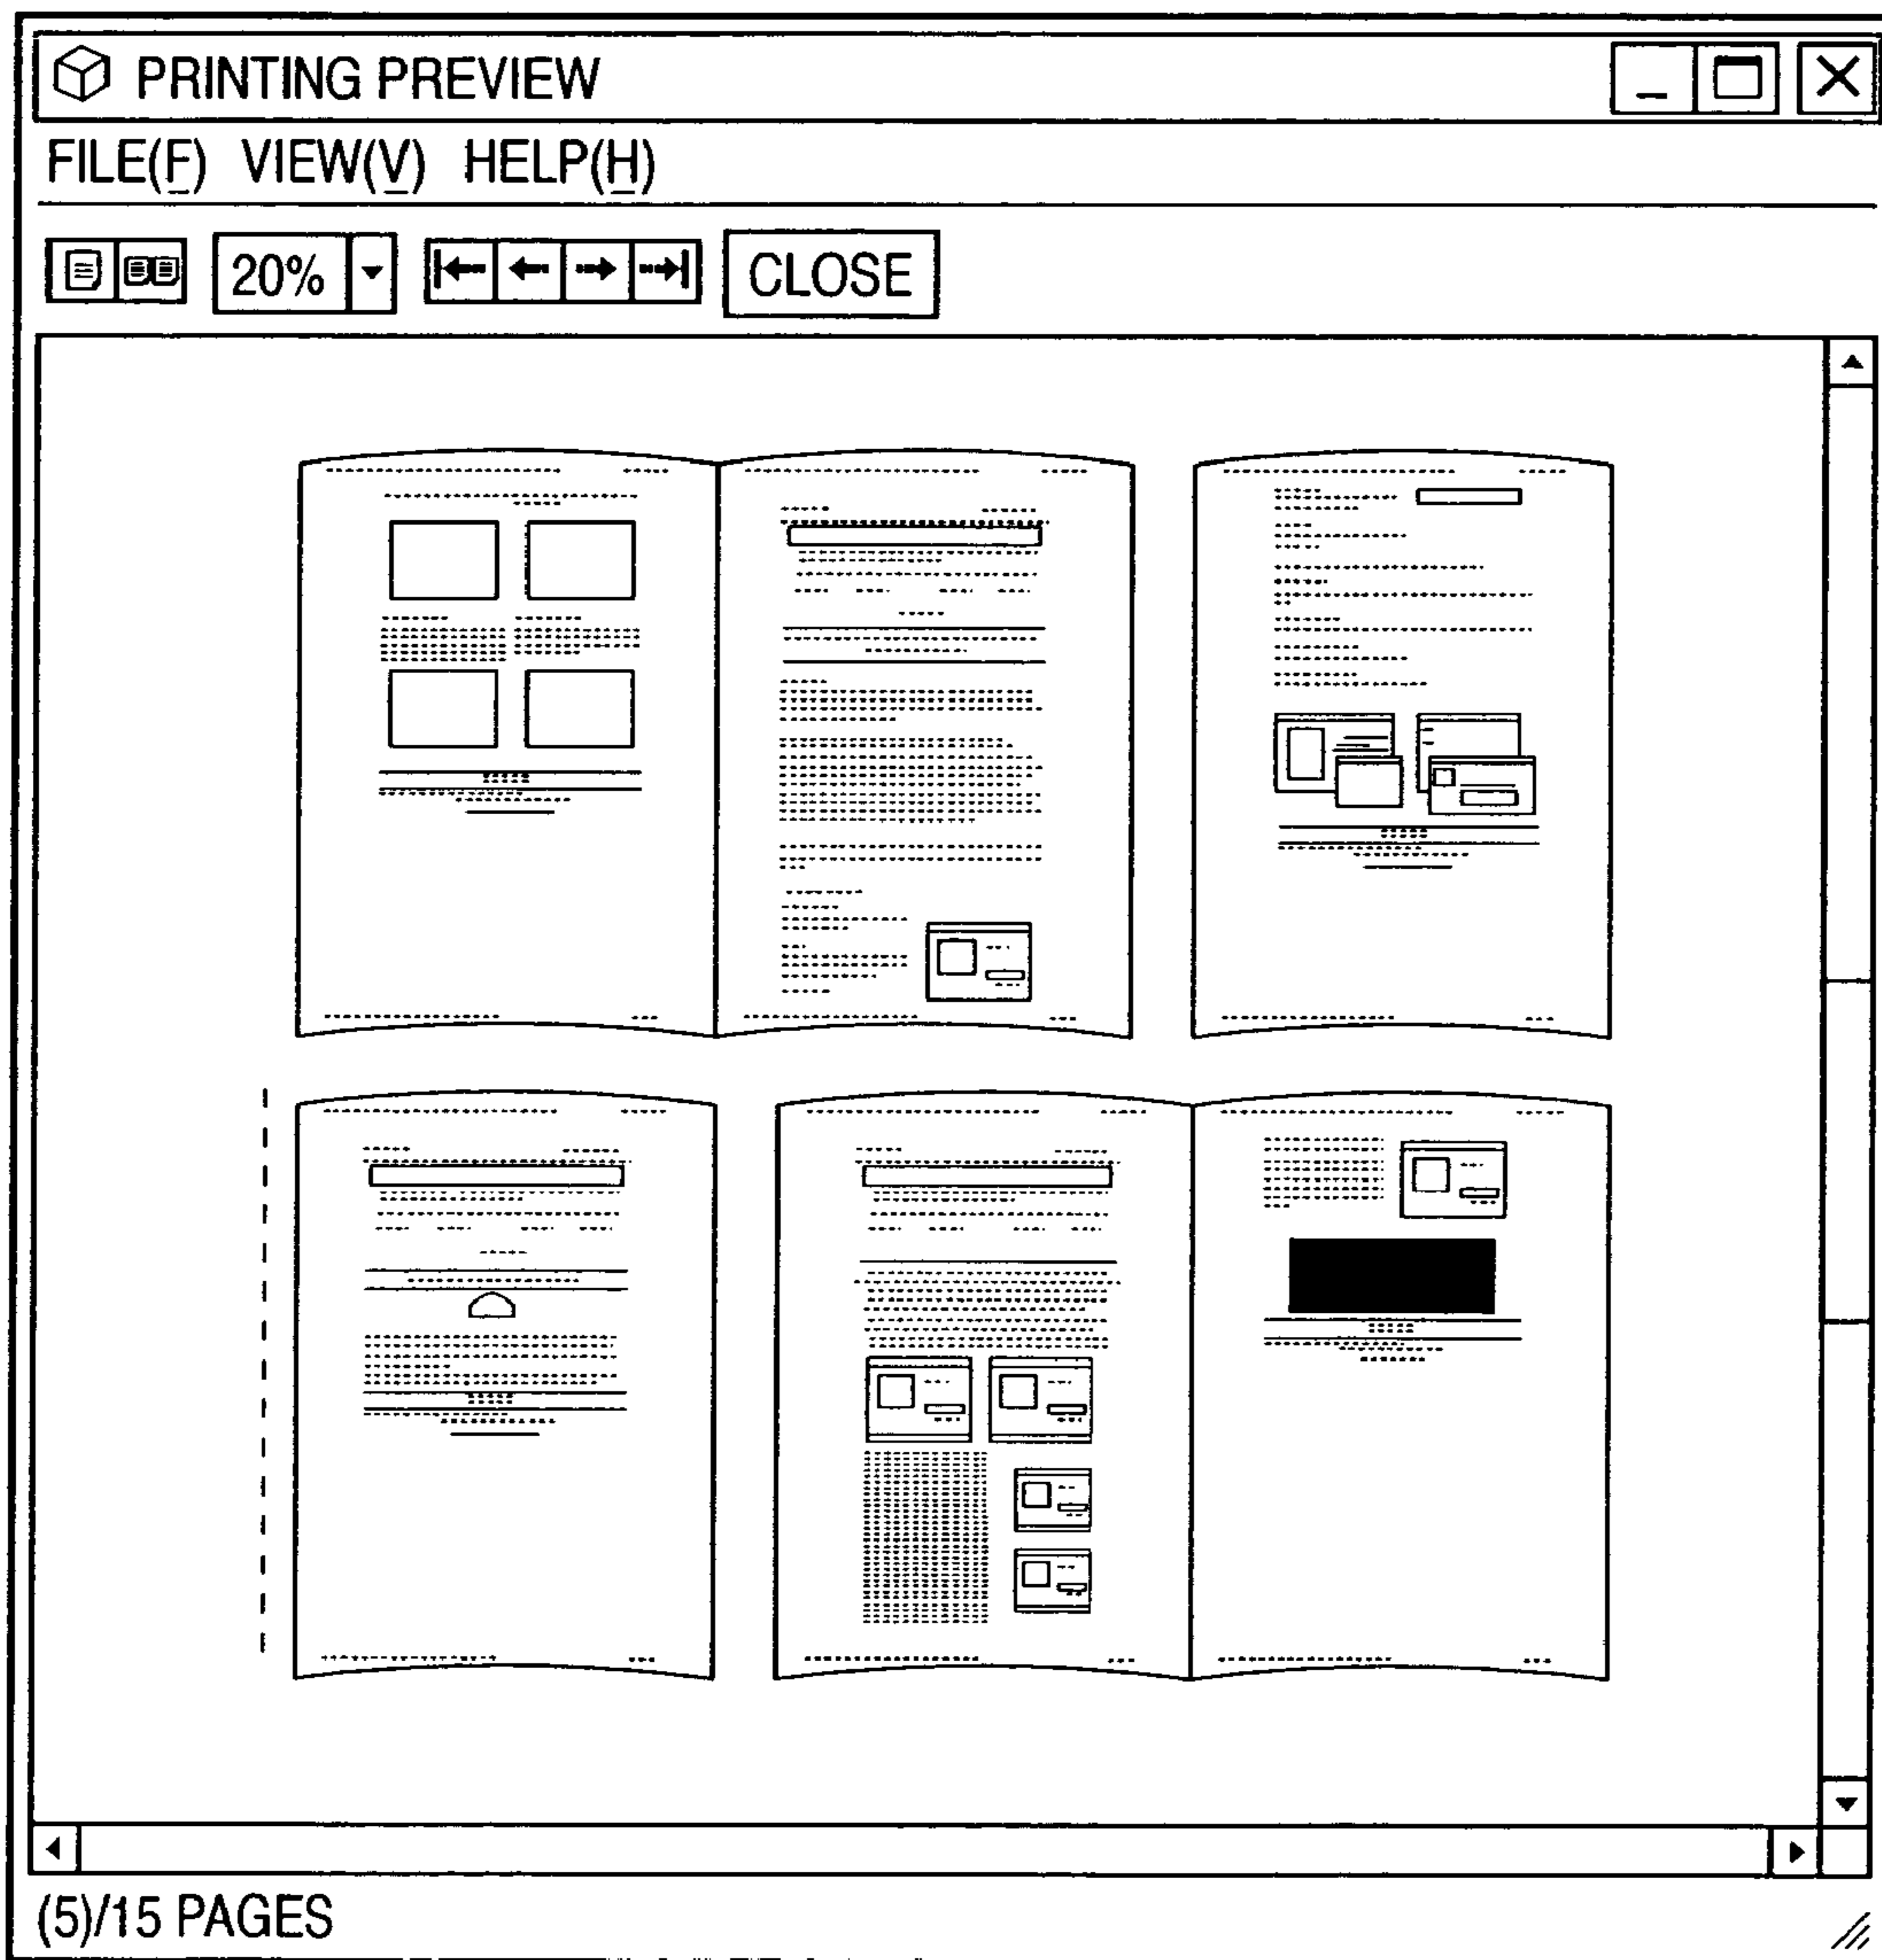 PRINTING PREVIEW
FILE(F) VIEW(V) HELP(H)
20% CLOSE
(5)/15 PAGES